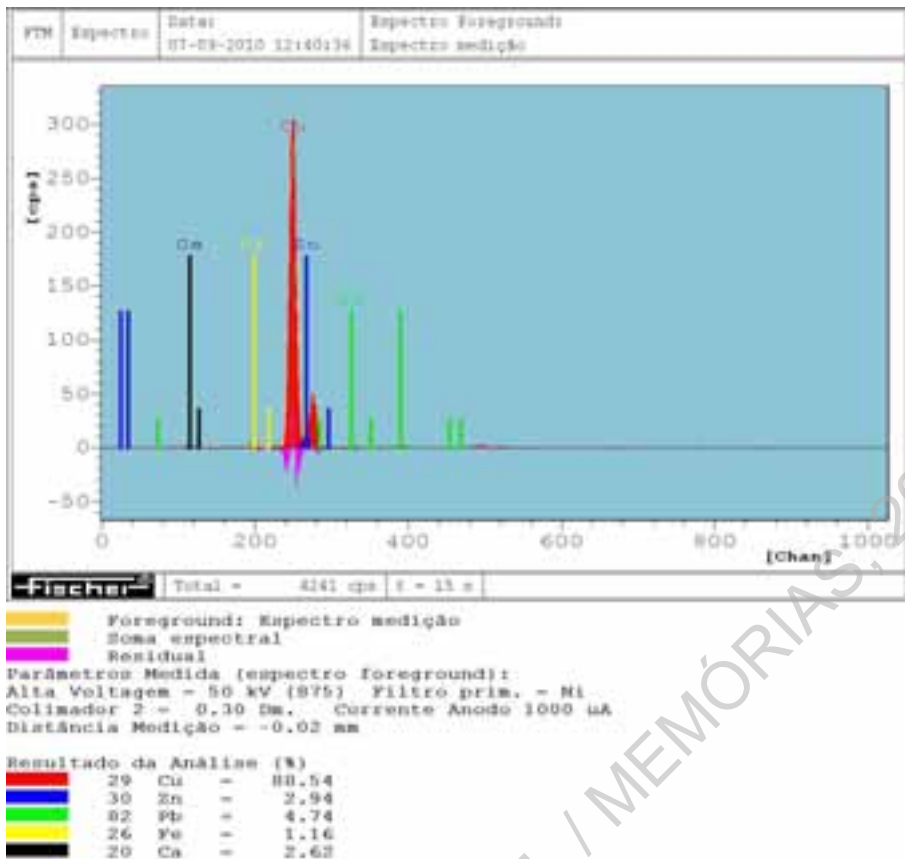 FTM Espectro Data: Espectro Foreground:
07-09-2010 12:40:36 Espectro medição
[cps]
300
250
200
150
100
50
0
-50
Cu
Ca Zn
0 200 400 600 800 1000
[Chan]
Fischer Total = 4241 cps t = 15 s
Foreground: Espectro medição
Soma espectral
Residual
Parâmetros Medida (espectro foreground):
Alta Voltagem = 50 kV (875) Filtro prim. = Ni
Colimador 2 = 0.30 Dm. Corrente Anodo 1000 uA
Distância Medição = -0.02 mm
Resultado da Análise (%)
29 Cu = 88.54
30 Zn = 2.94
82 Pb = 4.74
26 Fe = 1.16
20 Ca = 2.62
/ MEMÓRIAS, 2